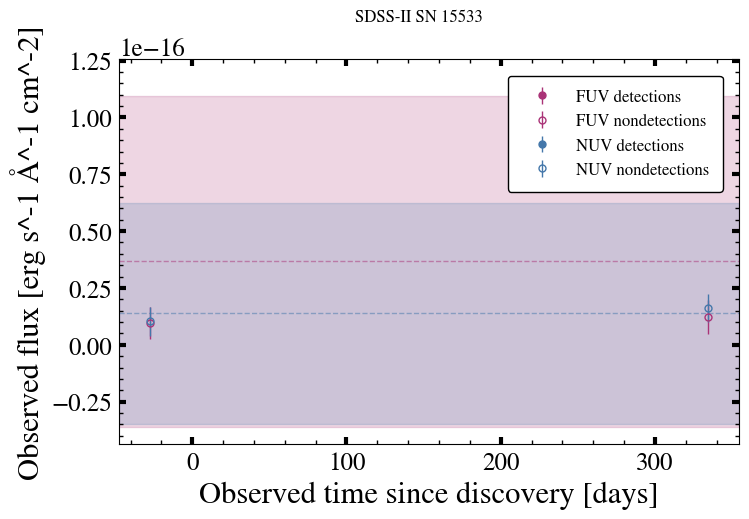 SDSS-II SN 15533
1e−16
1.25
1.00
0.75
0.50
0.25
0.00
−0.25
Observed flux [erg s^-1 Å^-1 cm^-2]
FUV detections
FUV nondetections
NUV detections
NUV nondetections
0 100 200 300
Observed time since discovery [days]